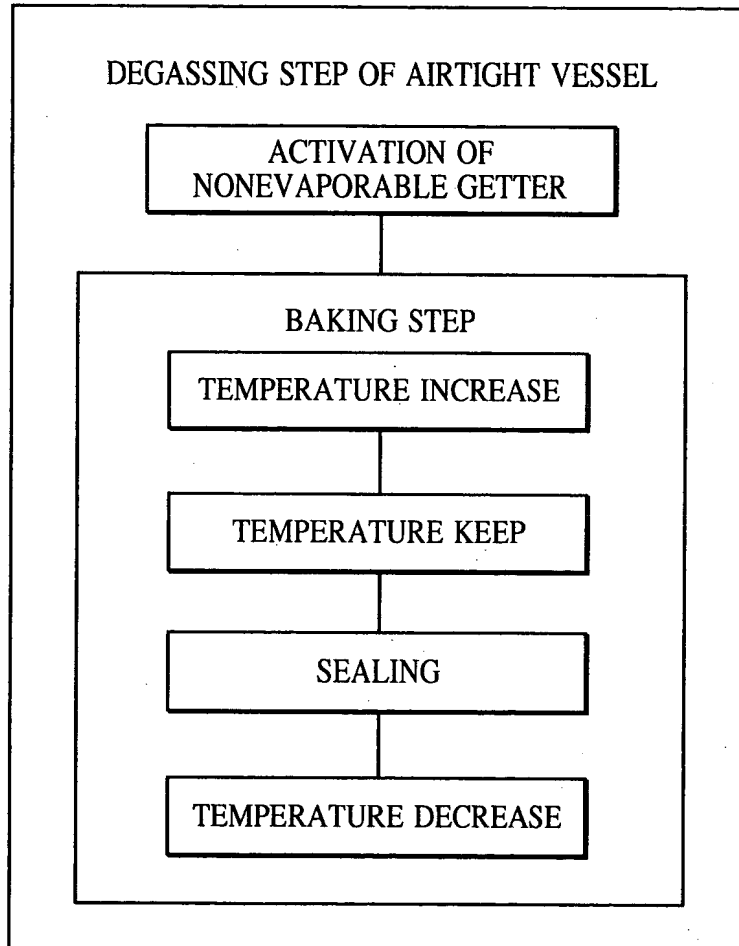 DEGASSING STEP OF AIRTIGHT VESSEL
ACTIVATION OF
NONEVAPORABLE GETTER
BAKING STEP
TEMPERATURE INCREASE
TEMPERATURE KEEP
SEALING
TEMPERATURE DECREASE